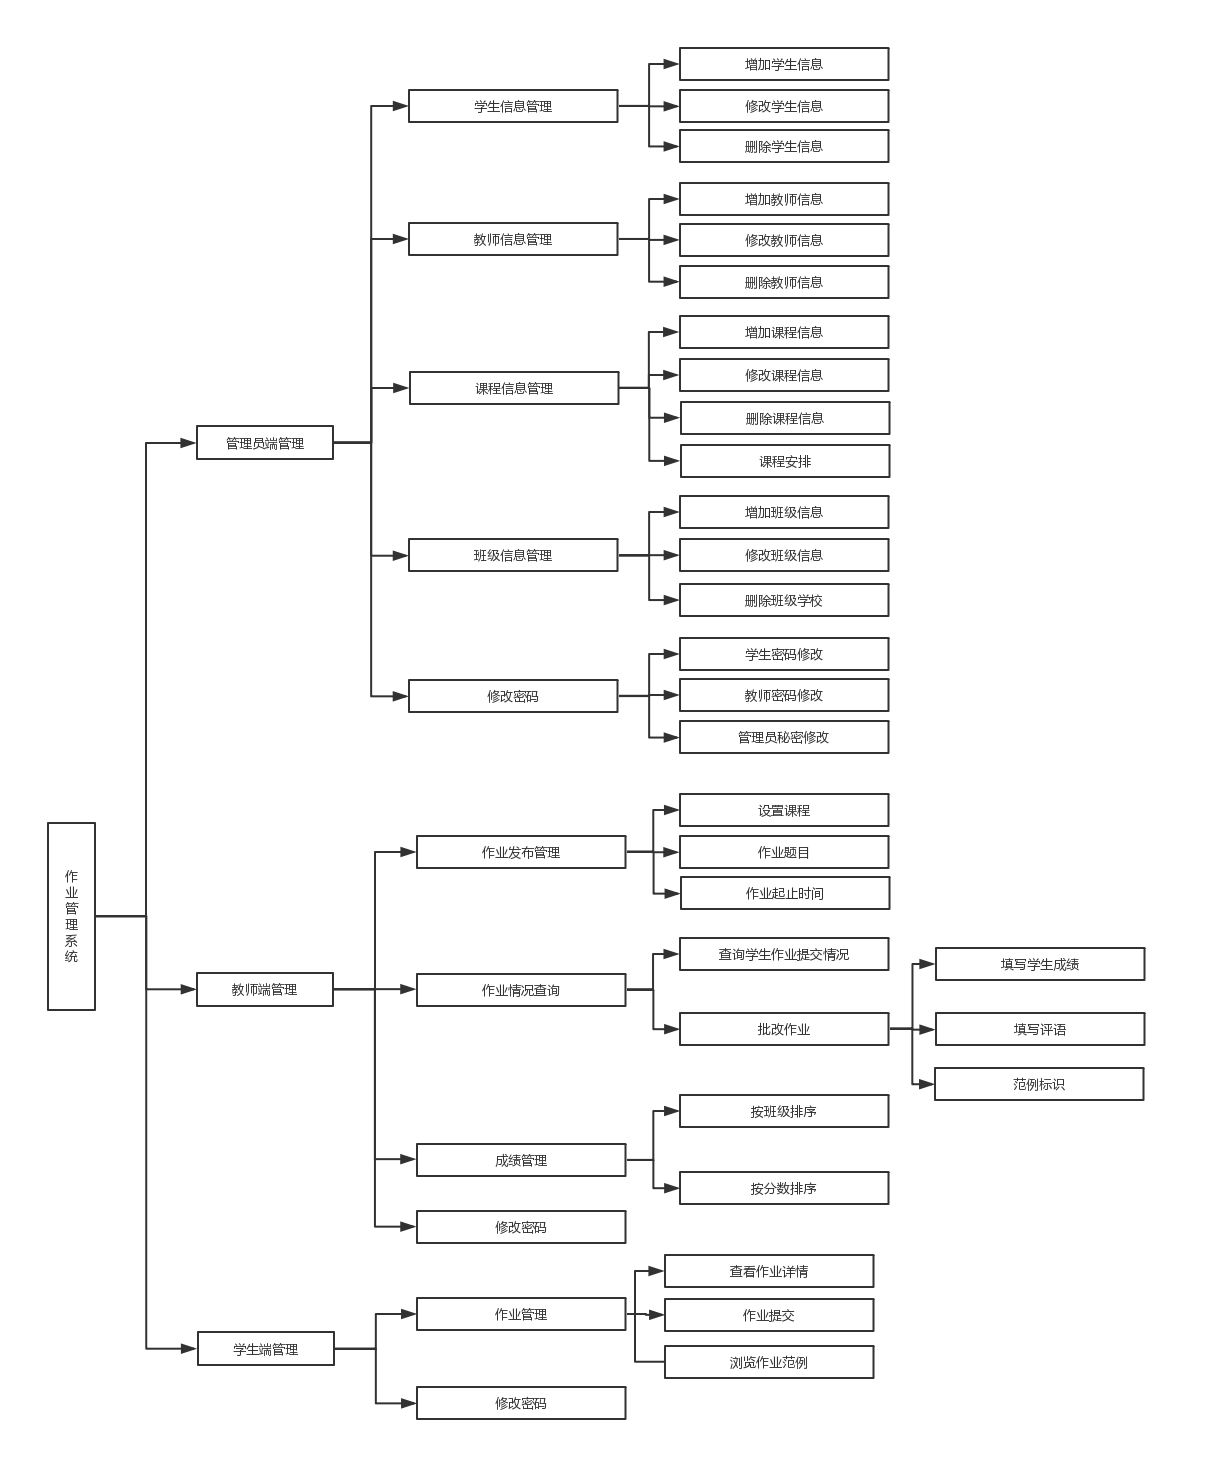 作业管理系统
管理员端管理
学生信息管理
增加学生信息
修改学生信息
删除学生信息
教师信息管理
增加教师信息
修改教师信息
删除教师信息
课程信息管理
增加课程信息
修改课程信息
删除课程信息
课程安排
班级信息管理
增加班级信息
修改班级信息
删除班级学校
修改密码
学生密码修改
教师密码修改
管理员秘密修改
教师端管理
作业发布管理
设置课程
作业题目
作业起止时间
作业情况查询
查询学生作业提交情况
批改作业
填写学生成绩
填写评语
范例标识
成绩管理
按班级排序
按分数排序
修改密码
学生端管理
作业管理
查看作业详情
作业提交
浏览作业范例
修改密码